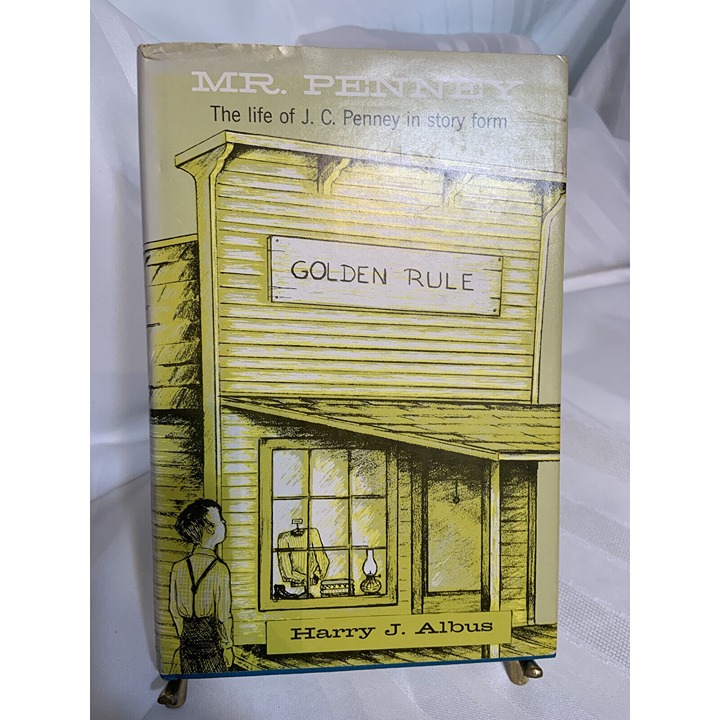 MR. PENNEY
The life of J. C. Penney in story form
GOLDEN RULE
Harry J. Albus